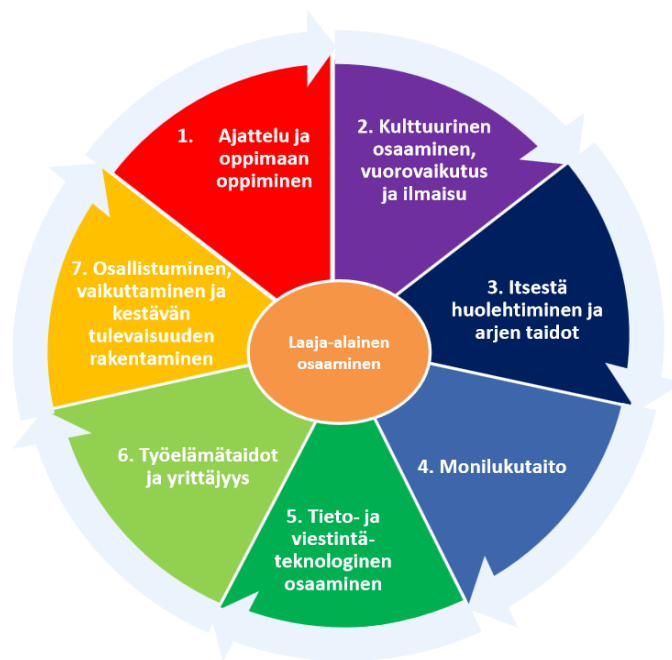 1. Ajattelu ja
oppimaan
oppiminen
2. Kulttuurinen
osaaminen,
vuorovaikutus
ja ilmaisu
3. Itsestä
huolehtiminen ja
arjen taidot
4. Monilukutaito
5. Tieto- ja
viestintä-
teknologinen
osaaminen
6. Työelämätaidot
ja yrittäjyys
7. Osallistuminen,
vaikuttaminen ja
kestävän
tulevaisuuden
rakentaminen
Laaja-alainen
osaaminen